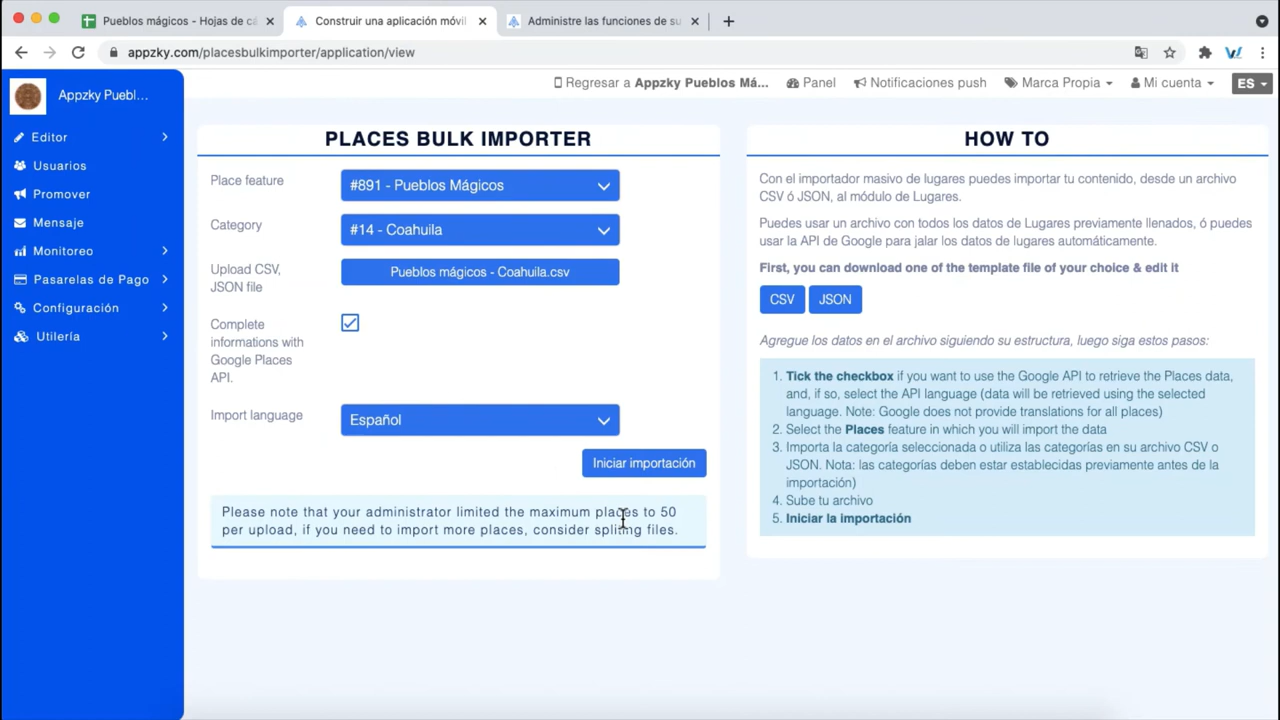 Pueblos mágicos - Hojas de cá
Construir una aplicación móvil
Administre las funciones de su
appzky.com/placesbulkimporter/application/view
Appzky Puebl...
Regresar a Appzky Pueblos Má...
Panel
Notificaciones push
Marca Propia
Mi cuenta
ES
Editor
Usuarios
Promover
Mensaje
Monitoreo
Pasarelas de Pago
Configuración
Utilería
PLACES BULK IMPORTER
Place feature
#891 - Pueblos Mágicos
Category
#14 - Coahuila
Upload CSV,
JSON file
Pueblos mágicos - Coahuila.csv
Complete
informations with
Google Places
API.
Import language
Español
Iniciar importación
Please note that your administrator limited the maximum places to 50
per upload, if you need to import more places, consider spliting files.
HOW TO
Con el importador masivo de lugares puedes importar tu contenido, desde un archivo
CSV ó JSON, al módulo de Lugares.
Puedes usar un archivo con todos los datos de Lugares previamente llenados, ó puedes
usar la API de Google para jalar los datos de lugares automáticamente.
First, you can download one of the template file of your choice & edit it
CSV
JSON
Agregue los datos en el archivo siguiendo su estructura, luego siga estos pasos:
1. Tick the checkbox if you want to use the Google API to retrieve the Places data,
and, if so, select the API language (data will be retrieved using the selected
language. Note: Google does not provide translations for all places)
2. Select the Places feature in which you will import the data
3. Importa la categoría seleccionada o utiliza las categorías en su archivo CSV o
JSON. Nota: las categorías deben estar establecidas previamente antes de la
importación)
4. Sube tu archivo
5. Iniciar la importación